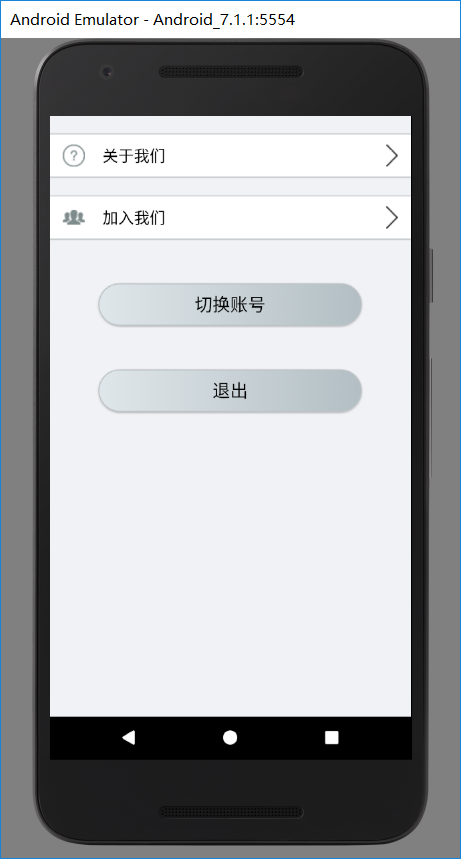 Android Emulator - Android_7.1.1:5554
关于我们
加入我们
切换账号
退出